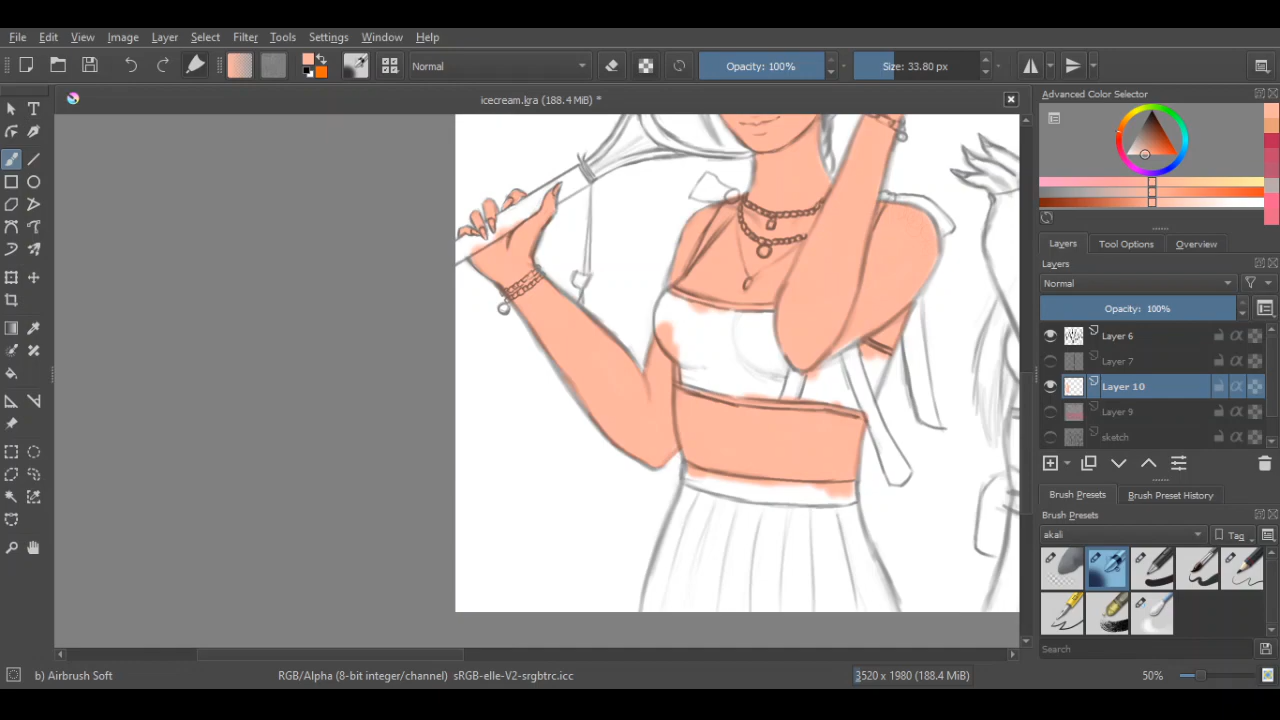 File Edit View Image Layer Select Filter Tools Settings Window Help
Normal Opacity: 100% Size: 33.80 px
icecream.kra (188.4 MiB) *
Advanced Color Selector
Layers Tool Options Overview
Layers
Normal
Opacity: 100%
Layer 6
Layer 7
Layer 10
Layer 9
sketch
Brush Presets Brush Preset History
Brush Presets
akali Tag
Search
b) Airbrush Soft RGB/Alpha (8-bit integer/channel) sRGB-elle-V2-srgbtrc.icc 3520 x 1980 (188.4 MiB) 50%